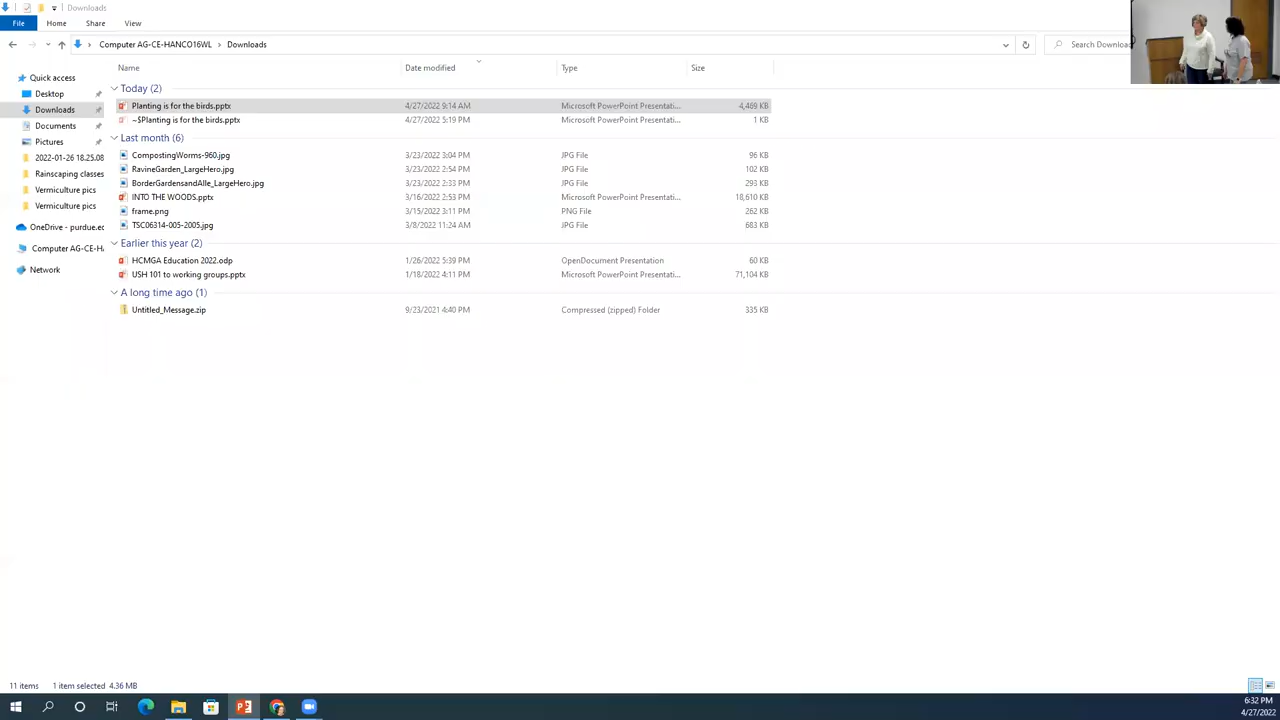 Downloads
File Home Share View
Computer AG-CE-HANCO16WL > Downloads
Search Download
Name Date modified Type Size
Quick access
Desktop
Downloads
Documents
Pictures
2022-01-26 18.25.08
Rainscaping classes
Vermiculture pics
Vermiculture pics
OneDrive - purdue.ec
Computer AG-CE-H
Network
Today (2)
Planting is for the birds.pptx 4/27/2022 9:14 AM Microsoft PowerPoint Presentati... 4,469 KB
~$Planting is for the birds.pptx 4/27/2022 5:19 PM Microsoft PowerPoint Presentati... 1 KB
Last month (6)
CompostingWorms-960.jpg 3/23/2022 3:04 PM JPG File 96 KB
RavineGarden_LargeHero.jpg 3/23/2022 2:54 PM JPG File 102 KB
BorderGardensandAlle_LargeHero.jpg 3/23/2022 2:33 PM JPG File 293 KB
INTO THE WOODS.pptx 3/16/2022 2:53 PM Microsoft PowerPoint Presentati... 18,610 KB
frame.png 3/15/2022 3:11 PM PNG File 262 KB
TSC06314-005-2005.jpg 3/8/2022 11:24 AM JPG File 683 KB
Earlier this year (2)
HCMGA Education 2022.odp 1/26/2022 5:39 PM OpenDocument Presentation 60 KB
USH 101 to working groups.pptx 1/18/2022 4:11 PM Microsoft PowerPoint Presentati... 71,104 KB
A long time ago (1)
Untitled_Message.zip 9/23/2021 4:40 PM Compressed (zipped) Folder 335 KB
11 items 1 item selected 4.36 MB
6:32 PM
4/27/2022